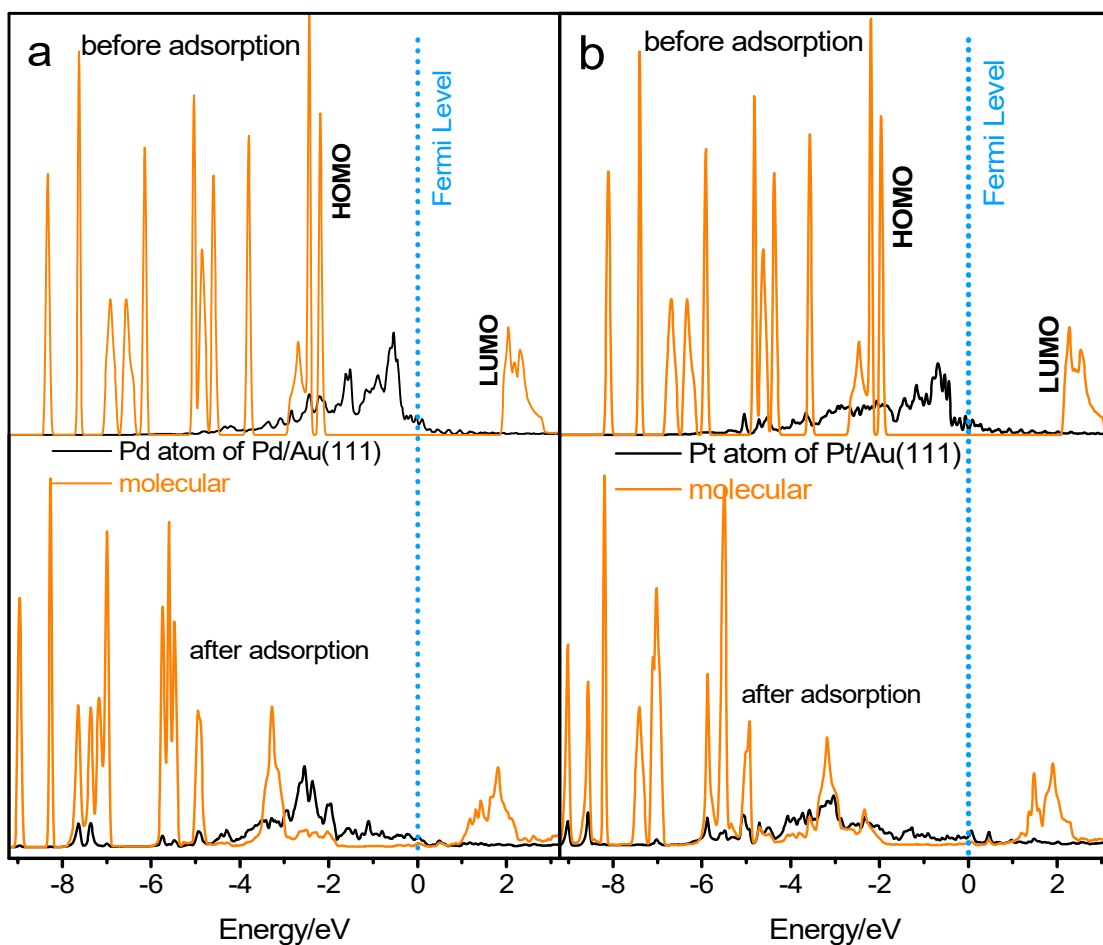 a
before adsorption
HOMO
Fermi Level
LUMO
Pd atom of Pd/Au(111)
molecular
after adsorption
-8 -6 -4 -2 0 2
Energy/eV
b
before adsorption
HOMO
Fermi Level
LUMO
Pt atom of Pt/Au(111)
molecular
after adsorption
-8 -6 -4 -2 0 2
Energy/eV